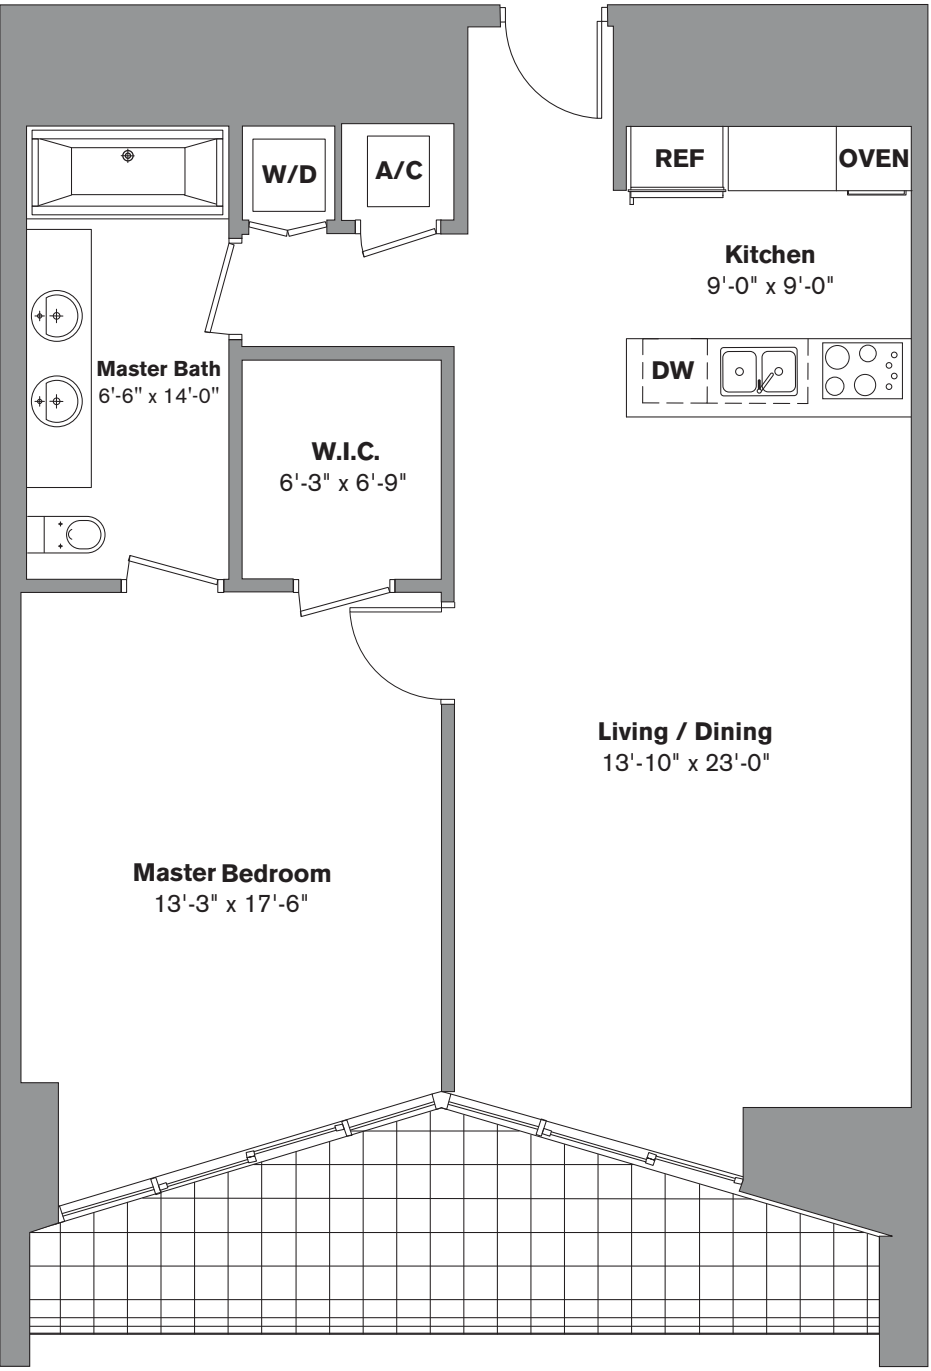 W/D
A/C
REF
OVEN
Kitchen
9'-0" x 9'-0"
Master Bath
6'-6" x 14'-0"
DW
W.I.C.
6'-3" x 6'-9"
Living / Dining
13'-10" x 23'-0"
Master Bedroom
13'-3" x 17'-6"